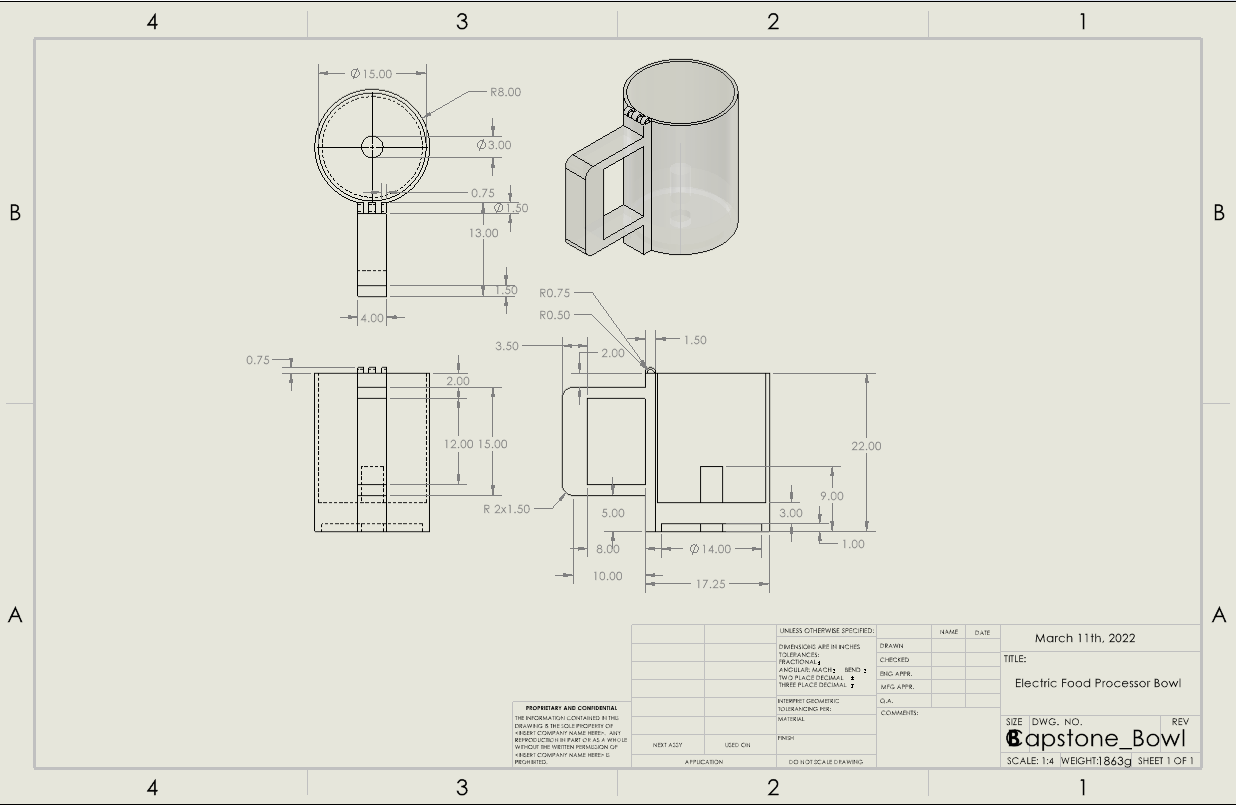 4
3
2
1
B
B
A
A
Ø 15.00
R8.00
Ø3.00
0.75
Ø1.50
13.00
1.50
4.00
R0.75
R0.50
1.50
3.50
2.00
0.75
2.00
12.00
15.00
22.00
9.00
3.00
1.00
R 2x1.50
5.00
8.00
Ø14.00
10.00
17.25
UNLESS OTHERWISE SPECIFIED:
DIMENSIONS ARE IN INCHES
TOLERANCES:
FRACTIONAL
ANGULAR: MACH BEND
TWO PLACE DECIMAL ±
THREE PLACE DECIMAL ±
INTERPRET GEOMETRIC
TOLERANCING PER:
MATERIAL
FINISH
DO NOT SCALE DRAWING
NAME
DATE
DRAWN
CHECKED
ENG APPR.
MFG APPR.
Q.A.
COMMENTS:
March 11th, 2022
TITLE:
Electric Food Processor Bowl
SIZE DWG. NO. REV
Capstone_Bowl
SCALE: 1:4 WEIGHT:1863g SHEET 1 OF 1
PROPRIETARY AND CONFIDENTIAL
THE INFORMATION CONTAINED IN THIS
DRAWING IS THE SOLE PROPERTY OF
<INSERT COMPANY NAME HERE>. ANY
REPRODUCTION IN PART OR AS A WHOLE
WITHOUT THE WRITTEN PERMISSION OF
<INSERT COMPANY NAME HERE> IS
PROHIBITED.
NEXT ASSY
USED ON
APPLICATION
4
3
2
1